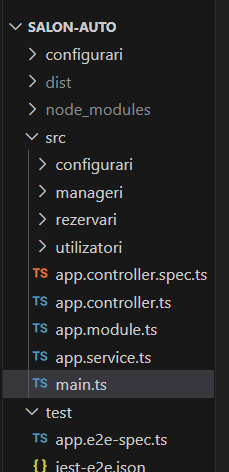 SALON-AUTO
configurari
dist
node_modules
src
configurari
manageri
rezervari
utilizatori
TS app.controller.spec.ts
TS app.controller.ts
TS app.module.ts
TS app.service.ts
TS main.ts
test
TS app.e2e-spec.ts
{} jest-e2e.json